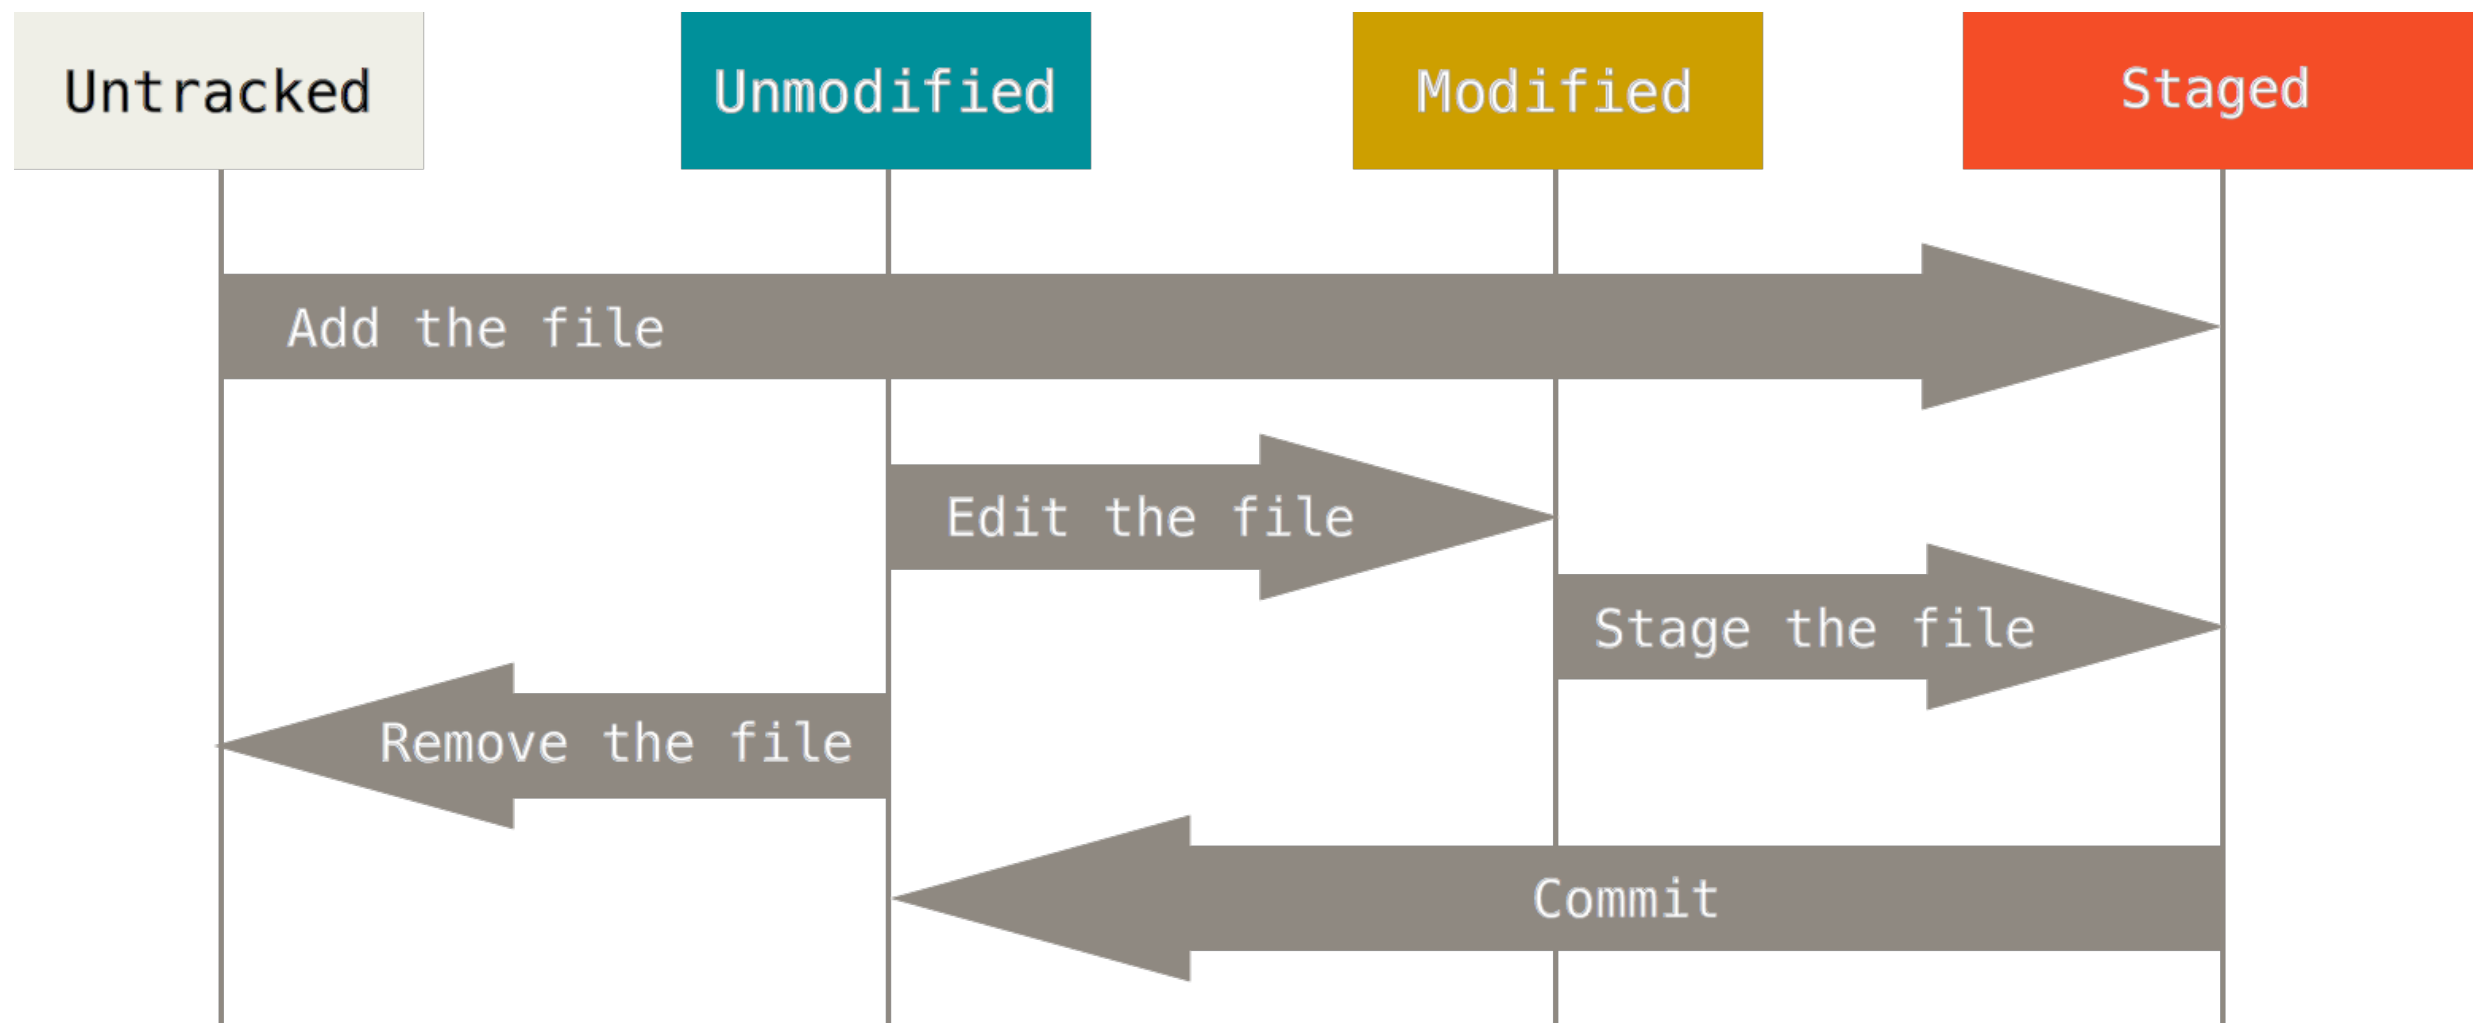 Untracked
Unmodified
Modified
Staged
Add the file
Edit the file
Stage the file
Remove the file
Commit